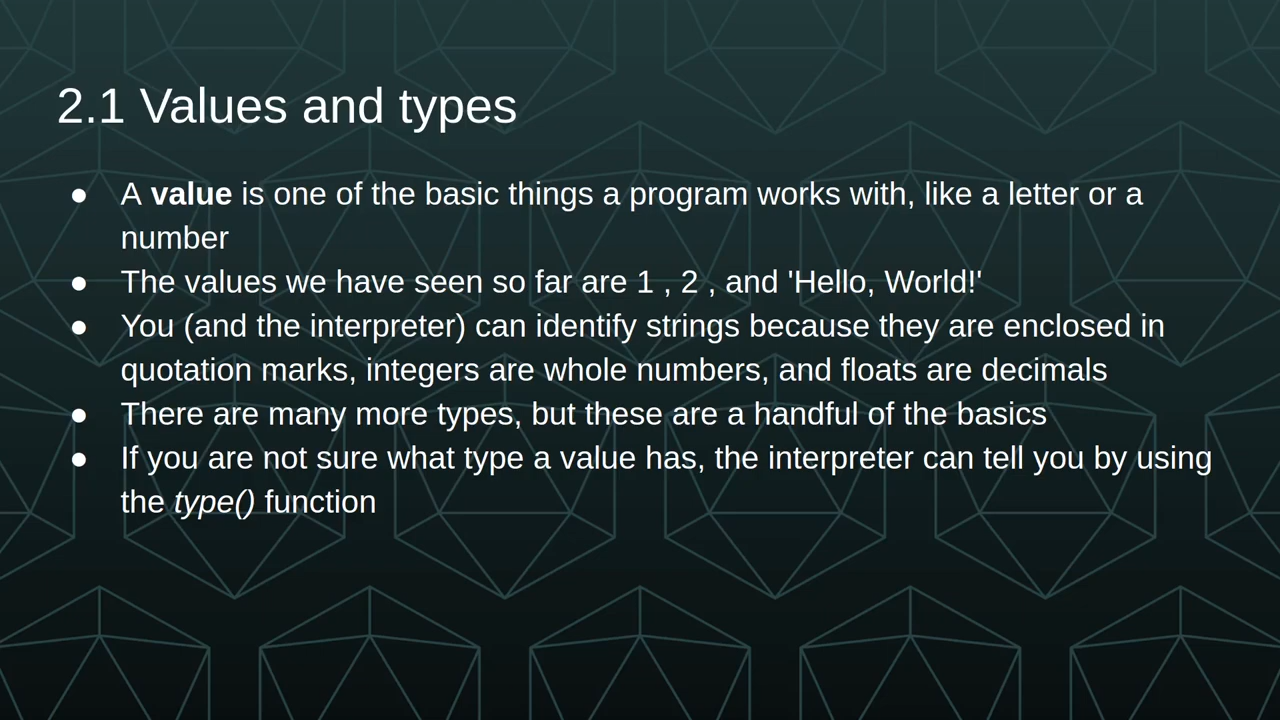 2.1 Values and types
● A value is one of the basic things a program works with, like a letter or a
number
● The values we have seen so far are 1 , 2 , and 'Hello, World!'
● You (and the interpreter) can identify strings because they are enclosed in
quotation marks, integers are whole numbers, and floats are decimals
● There are many more types, but these are a handful of the basics
● If you are not sure what type a value has, the interpreter can tell you by using
the type() function